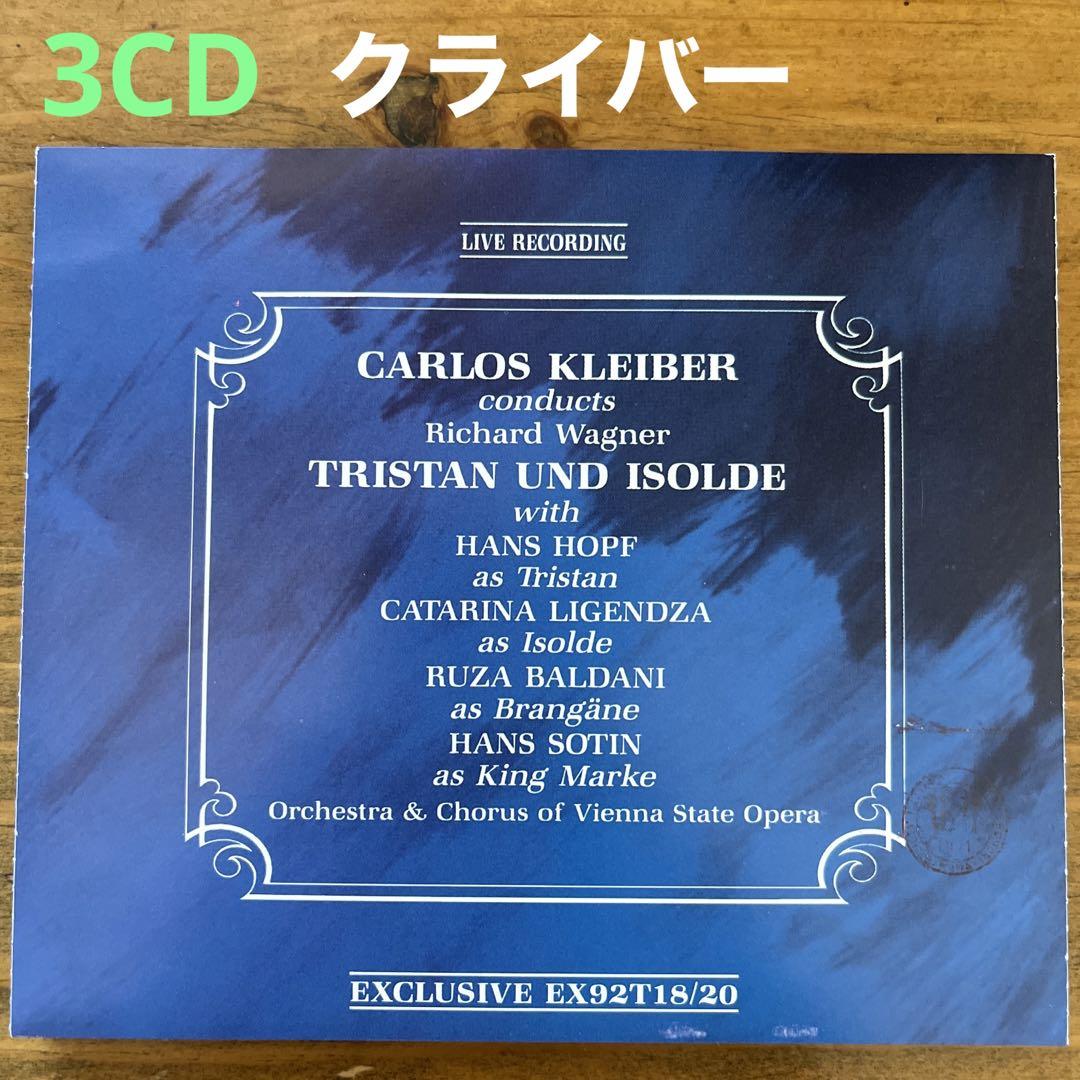 3CD クライバー
LIVE RECORDING
CARLOS KLEIBER
conducts
Richard Wagner
TRISTAN UND ISOLDE
with
HANS HOPF
as Tristan
CATARINA LIGENDZA
as Isolde
RUZA BALDANI
as Brangäne
HANS SOTIN
as King Marke
Orchestra & Chorus of Vienna State Opera
EXCLUSIVE EX92T18/20